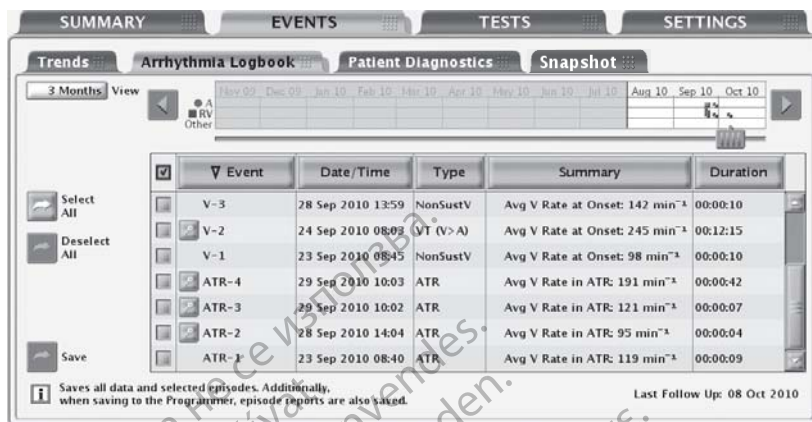 SUMMARY EVENTS TESTS SETTINGS
Trends Arrhythmia Logbook Patient Diagnostics Snapshot
3 Months View
Nov 09 Dec 09 Jan 10 Feb 10 Mar 10 Apr 10 May 10 Jun 10 Jul 10 Aug 10 Sep 10 Oct 10
A
RV
Other
Event Date/Time Type Summary Duration
V-3 28 Sep 2010 13:59 NonSustV Avg V Rate at Onset: 142 min⁻¹ 00:00:10
V-2 24 Sep 2010 08:03 VT (V>A) Avg V Rate at Onset: 245 min⁻¹ 00:12:15
V-1 23 Sep 2010 08:45 NonSustV Avg V Rate at Onset: 98 min⁻¹ 00:00:10
ATR-4 29 Sep 2010 10:03 ATR Avg V Rate in ATR: 191 min⁻¹ 00:00:42
ATR-3 29 Sep 2010 10:02 ATR Avg V Rate in ATR: 121 min⁻¹ 00:00:07
ATR-2 28 Sep 2010 14:04 ATR Avg V Rate in ATR: 95 min⁻¹ 00:00:04
ATR-1 23 Sep 2010 08:40 ATR Avg V Rate in ATR: 119 min⁻¹ 00:00:09
Select
All
Deselect
All
Save
i Saves all data and selected episodes. Additionally,
when saving to the Programmer, episode reports are also saved.
Last Follow Up: 08 Oct 2010
не се използва.